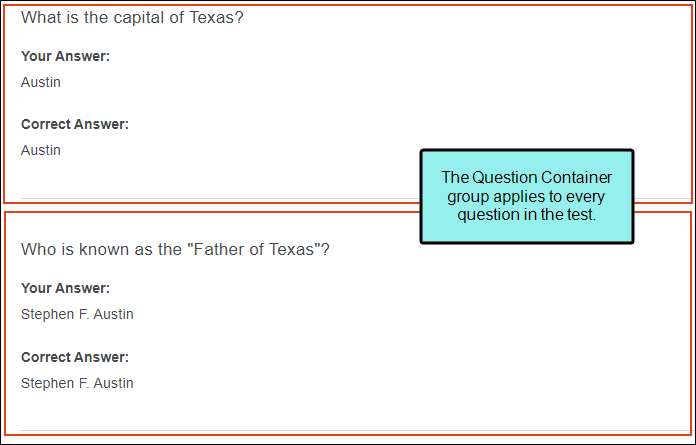 What is the capital of Texas?
Your Answer:
Austin
Correct Answer:
Austin
The Question Container
group applies to every
question in the test.
Who is known as the "Father of Texas"?
Your Answer:
Stephen F. Austin
Correct Answer:
Stephen F. Austin